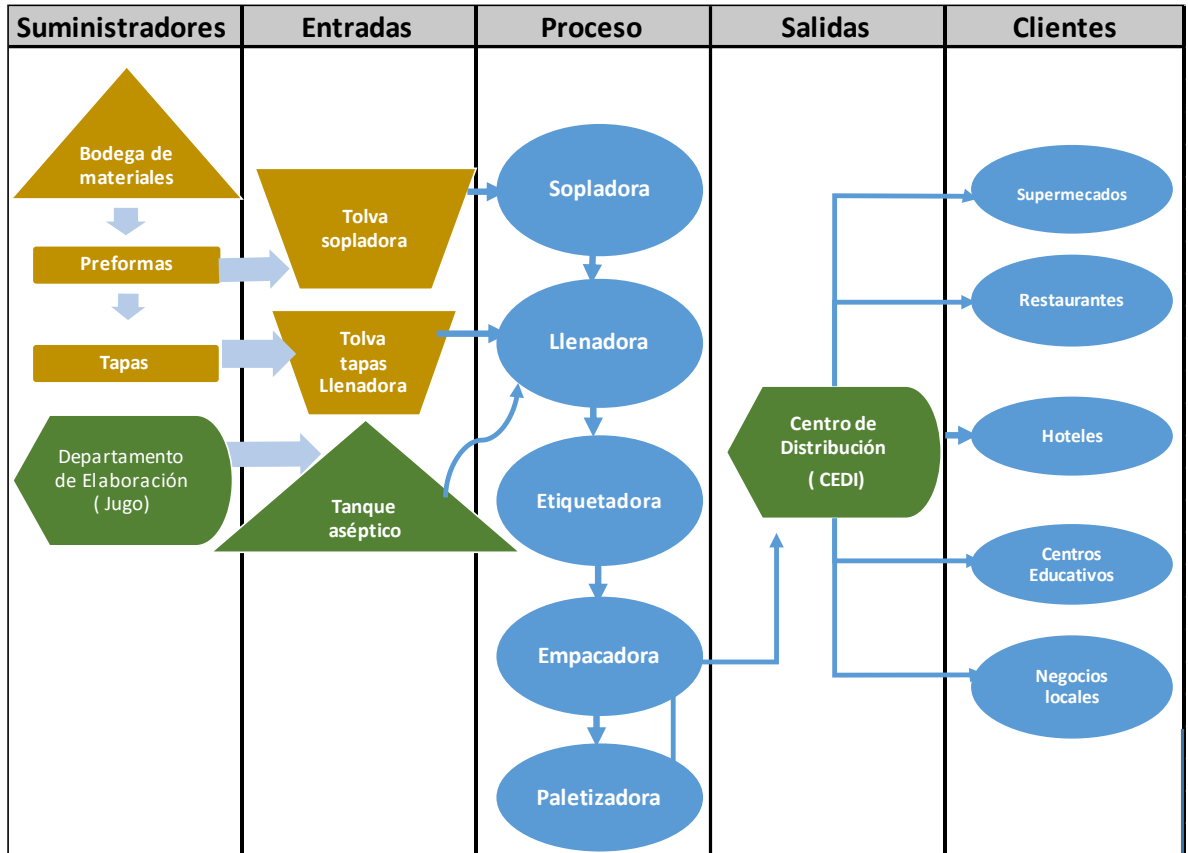 Suministradores
Entradas
Proceso
Salidas
Clientes
Bodega de
materiales
Preformas
Tapas
Departamento
de Elaboración
( Jugo)
Tolva
sopladora
Tolva
tapas
Llenadora
Tanque
aséptico
Sopladora
Llenadora
Etiquetadora
Empacadora
Paletizadora
Centro de
Distribución
( CEDI)
Supermecados
Restaurantes
Hoteles
Centros
Educativos
Negocios
locales